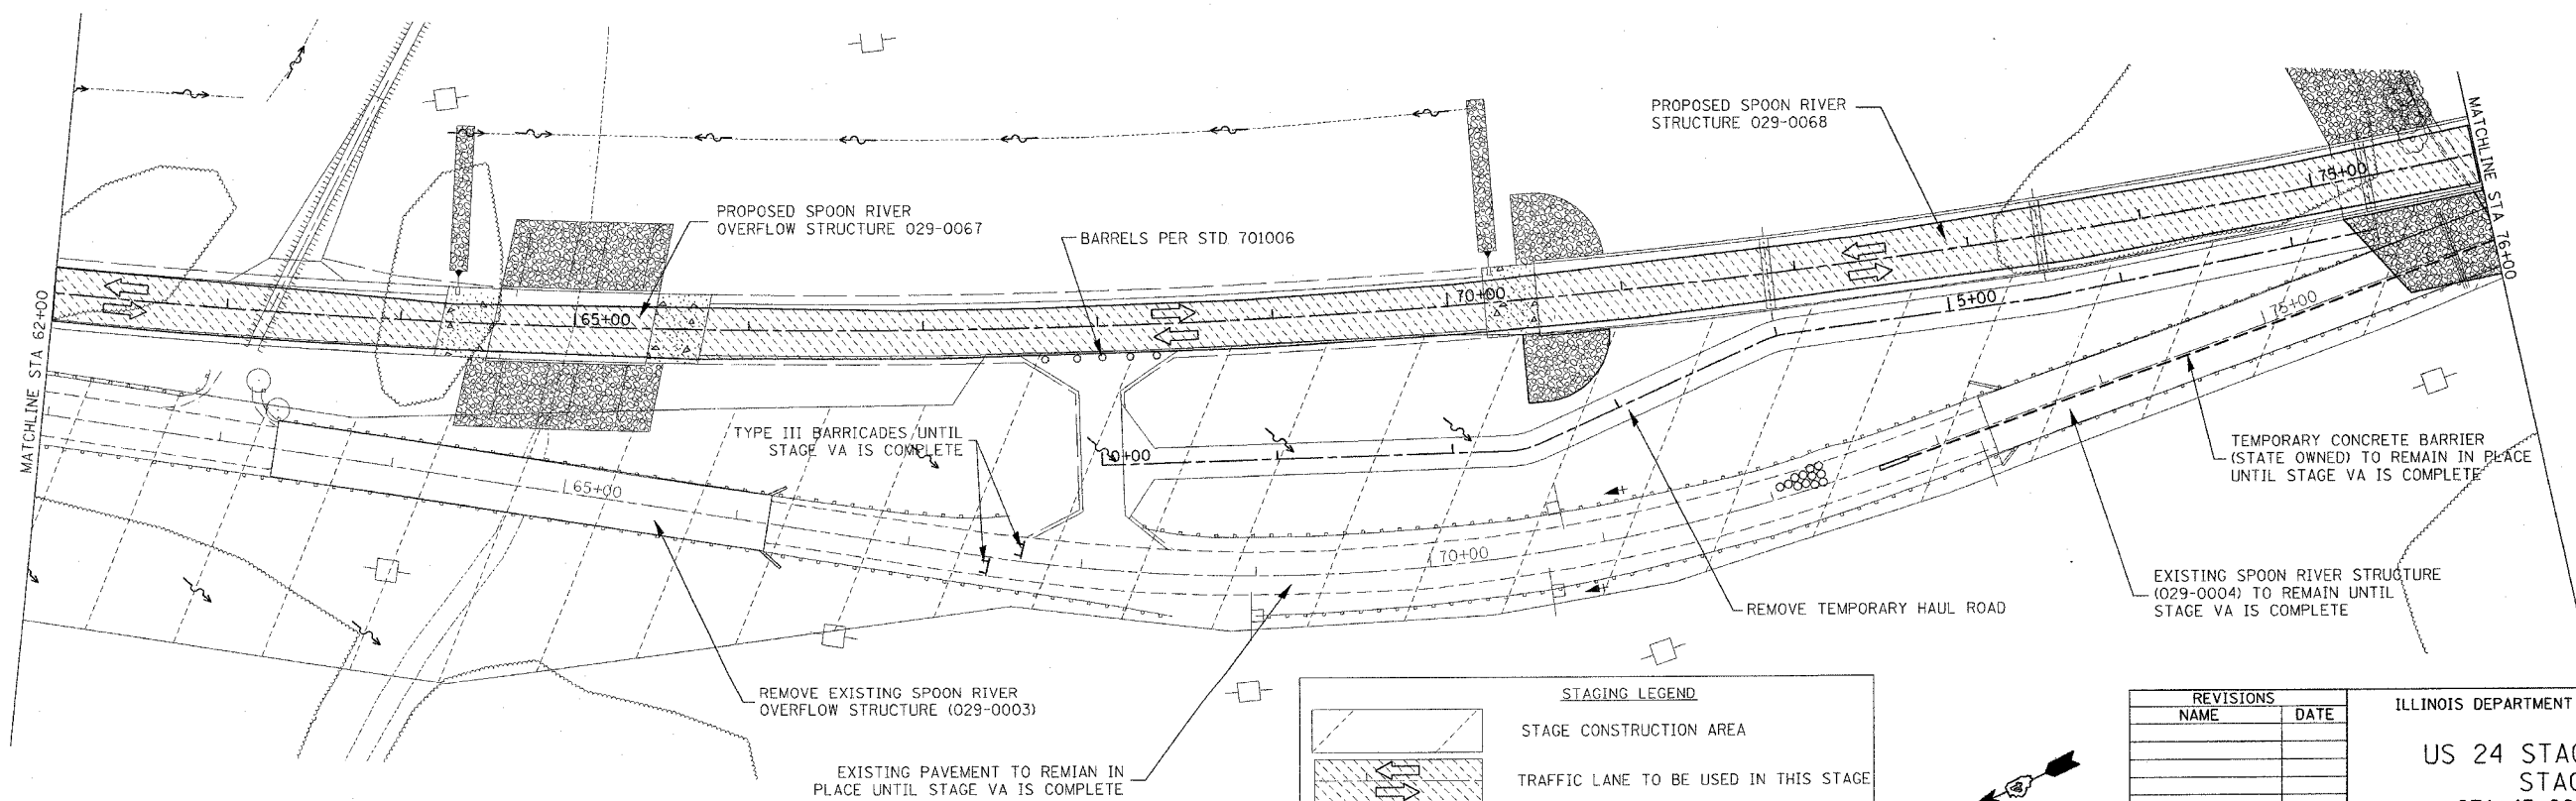 PROPOSED SPOON RIVER
STRUCTURE 029-0068
MATCHLINE STA 76+00
75+00
PROPOSED SPOON RIVER
OVERFLOW STRUCTURE 029-0067
BARRELS PER STD. 701006
MATCHLINE STA 62+00
65+00
70+00
5+00
75+00
TYPE III BARRICADES UNTIL
STAGE VA IS COMPLETE
0+00
TEMPORARY CONCRETE BARRIER
(STATE OWNED) TO REMAIN IN PLACE
UNTIL STAGE VA IS COMPLETE
65+00
70+00
EXISTING SPOON RIVER STRUCTURE
(029-0004) TO REMAIN UNTIL
STAGE VA IS COMPLETE
REMOVE TEMPORARY HAUL ROAD
REMOVE EXISTING SPOON RIVER
OVERFLOW STRUCTURE (029-0003)
EXISTING PAVEMENT TO REMIAN IN
PLACE UNTIL STAGE VA IS COMPLETE
STAGING LEGEND
STAGE CONSTRUCTION AREA
TRAFFIC LANE TO BE USED IN THIS STAGE
REVISIONS
NAME DATE
ILLINOIS DEPARTMENT
US 24 STAG
STAG